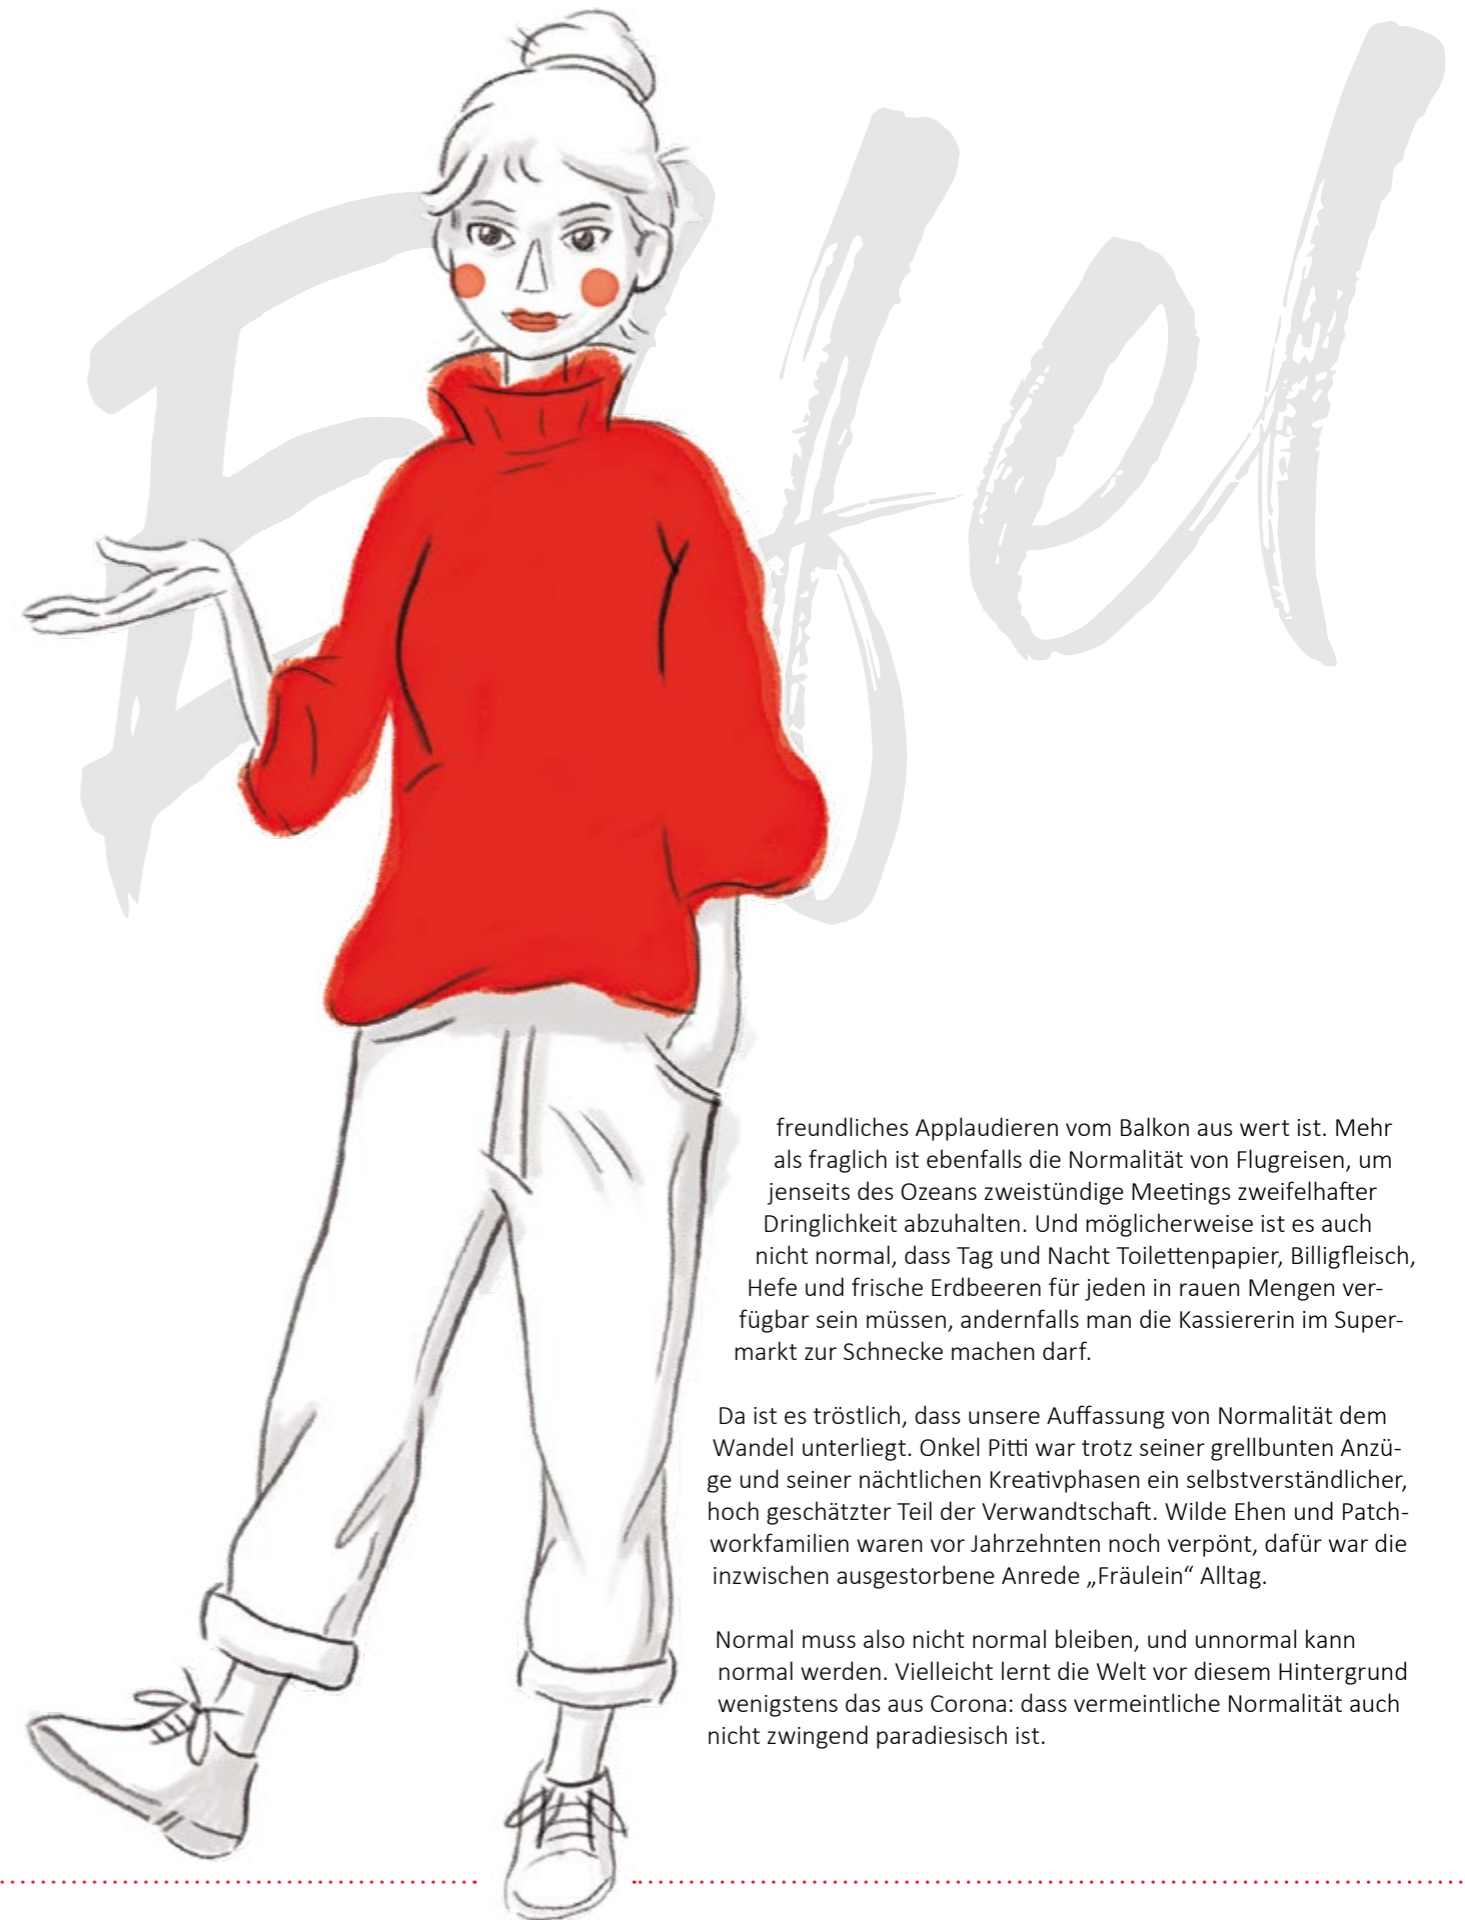 Eifel
freundliches Applaudieren vom Balkon aus wert ist. Mehr
als fraglich ist ebenfalls die Normalität von Flugreisen, um
jenseits des Ozeans zweistündige Meetings zweifelhafter
Dringlichkeit abzuhalten. Und möglicherweise ist es auch
nicht normal, dass Tag und Nacht Toilettenpapier, Billigfleisch,
Hefe und frische Erdbeeren für jeden in rauen Mengen ver-
fügbar sein müssen, andernfalls man die Kassiererin im Super-
markt zur Schnecke machen darf.
Da ist es tröstlich, dass unsere Auffassung von Normalität dem
Wandel unterliegt. Onkel Pitti war trotz seiner grellbunten Anzü-
ge und seiner nächtlichen Kreativphasen ein selbstverständlicher,
hoch geschätzter Teil der Verwandtschaft. Wilde Ehen und Patch-
workfamilien waren vor Jahrzehnten noch verpönt, dafür war die
inzwischen ausgestorbene Anrede „Fräulein“ Alltag.
Normal muss also nicht normal bleiben, und unnormal kann
normal werden. Vielleicht lernt die Welt vor diesem Hintergrund
wenigstens das aus Corona: dass vermeintliche Normalität auch
nicht zwingend paradiesisch ist.